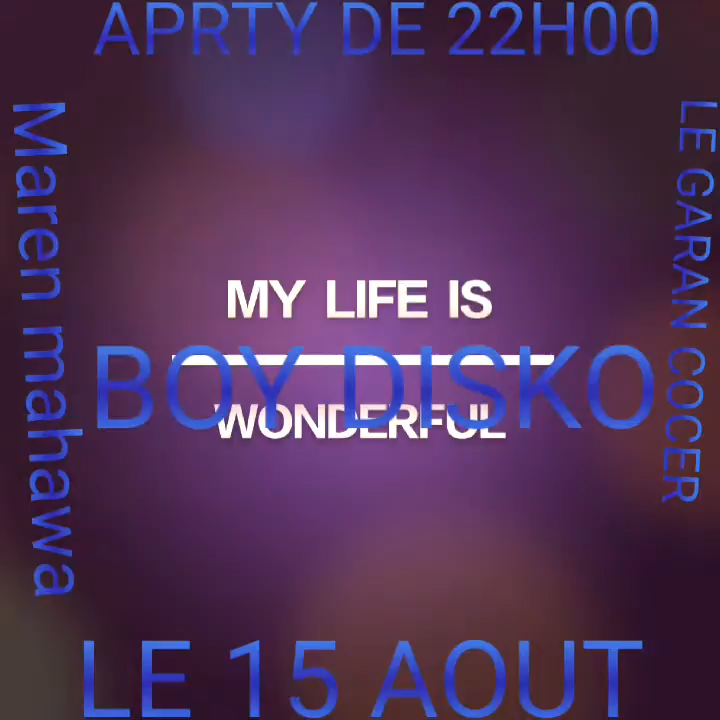 APRTY DE 22H00
Maren mahawa
LE GARAN COCER
MY LIFE IS
BOY DISKO
WONDERFUL
LE 15 AOUT